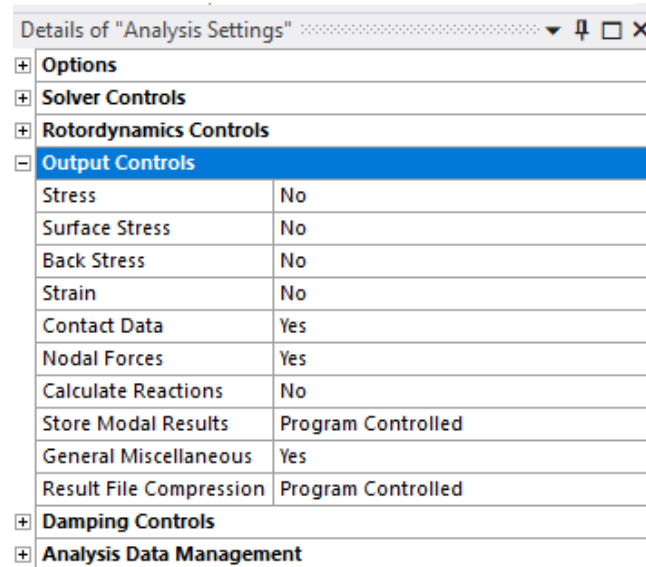 Details of "Analysis Settings"
Options
Solver Controls
Rotordynamics Controls
Output Controls
Stress No
Surface Stress No
Back Stress No
Strain No
Contact Data Yes
Nodal Forces Yes
Calculate Reactions No
Store Modal Results Program Controlled
General Miscellaneous Yes
Result File Compression Program Controlled
Damping Controls
Analysis Data Management